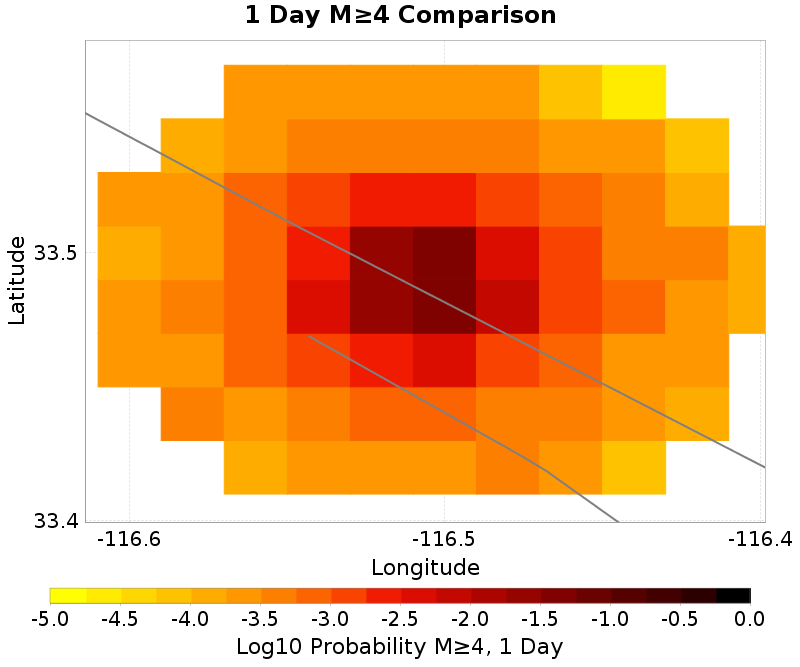 1 Day M≥4 Comparison
Latitude
33.5
33.4
-116.6 -116.5 -116.4
Longitude
-5.0 -4.5 -4.0 -3.5 -3.0 -2.5 -2.0 -1.5 -1.0 -0.5 0.0
Log10 Probability M≥4, 1 Day